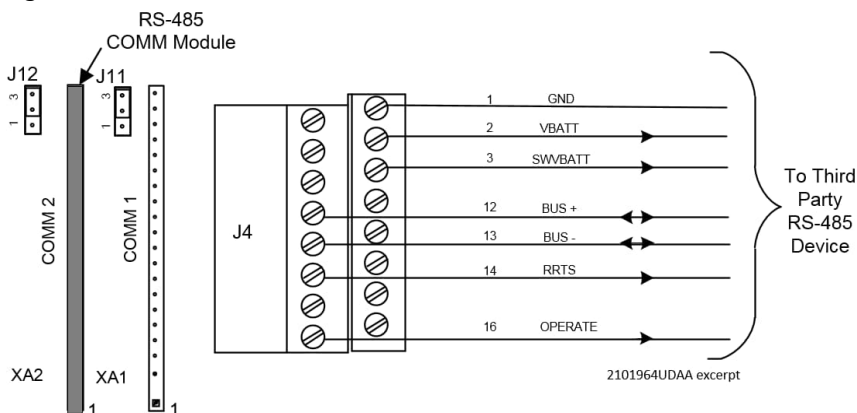 RS-485
COMM Module
J12
J11
3
1
3
1
COMM 2
COMM 1
XA2
XA1
1
1
J4
1 GND
2 VBATT
3 SWVBATT
12 BUS +
13 BUS -
14 RRTS
16 OPERATE
To Third
Party
RS-485
Device
2101964UDAA excerpt